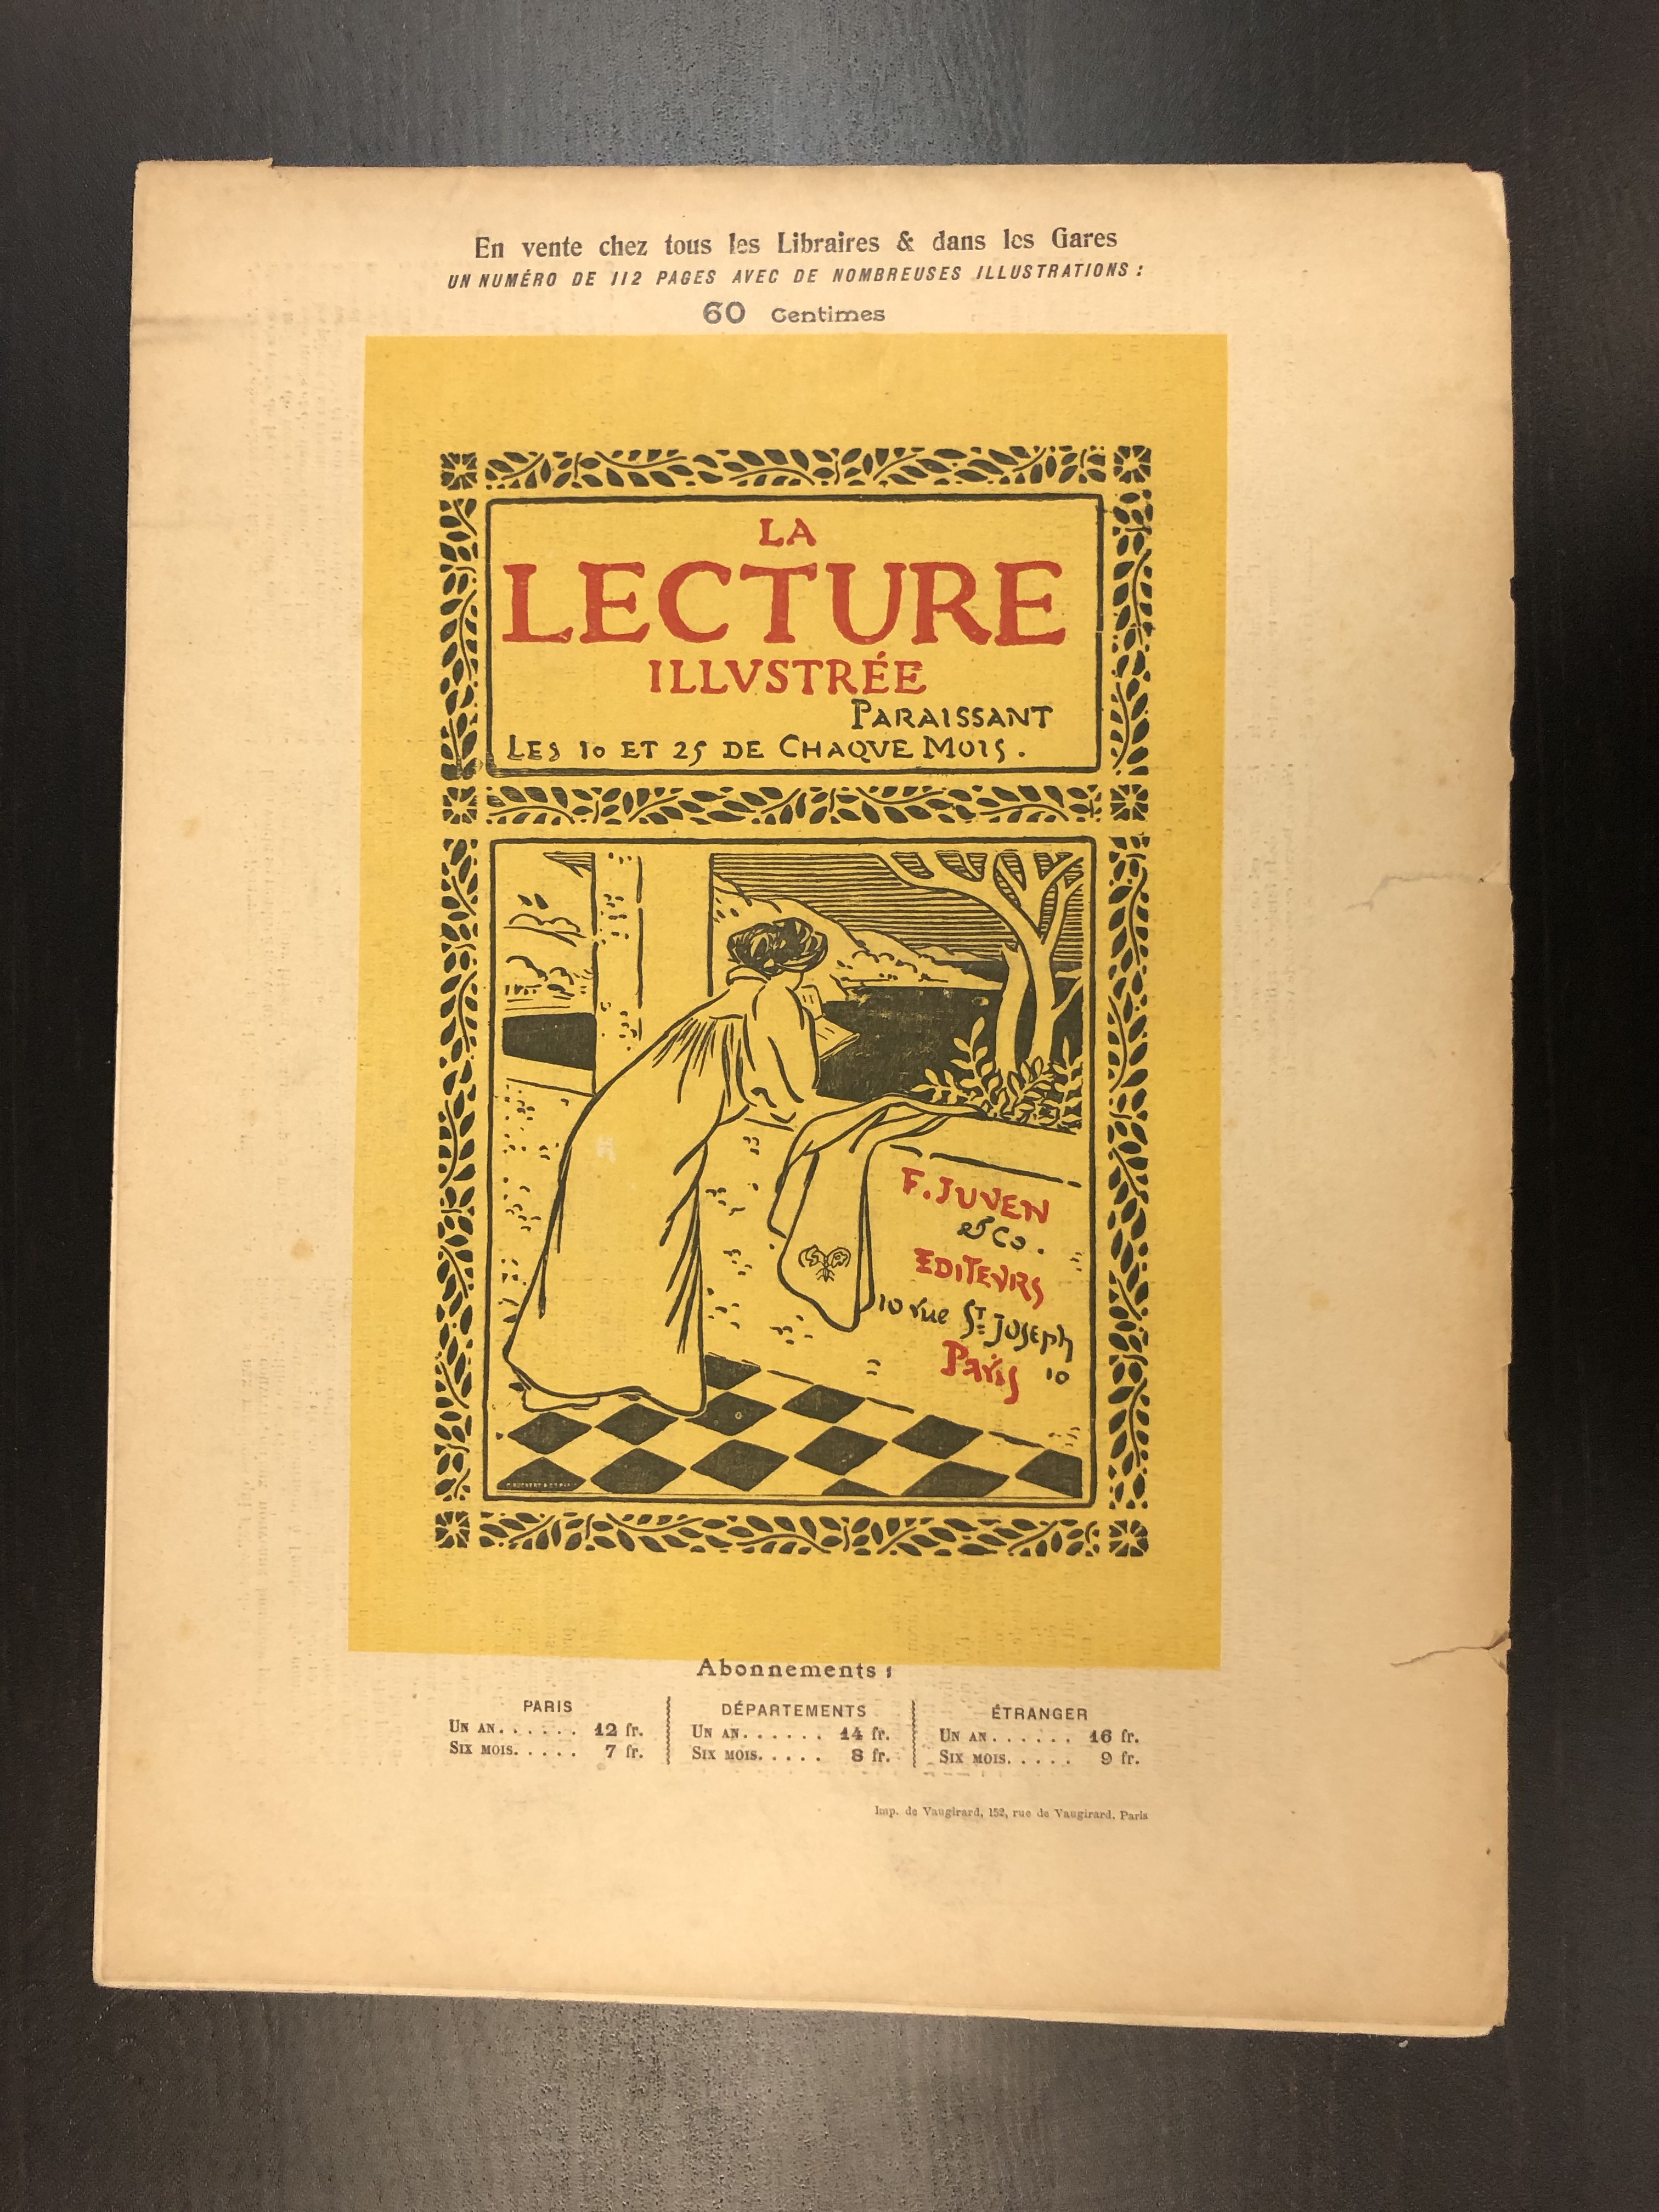 En vente chez tous les Libraires & dans les Gares
UN NUMÉRO DE 112 PAGES AVEC DE NOMBREUSES ILLUSTRATIONS :
60 Centimes
LA
LECTURE
ILLVSTRÉE
PARAISSANT
LES 10 ET 25 DE CHAQVE MOIS.
F. JUVEN
& Co.
EDITEVRS
10 rue St Joseph
PARIS 10
Abonnements :
PARIS
UN AN...... 12 fr.
SIX MOIS..... 7 fr.
DÉPARTEMENTS
UN AN...... 14 fr.
SIX MOIS..... 8 fr.
ÉTRANGER
UN AN...... 16 fr.
SIX MOIS..... 9 fr.
Imp. de Vaugirard, 152, rue de Vaugirard, Paris